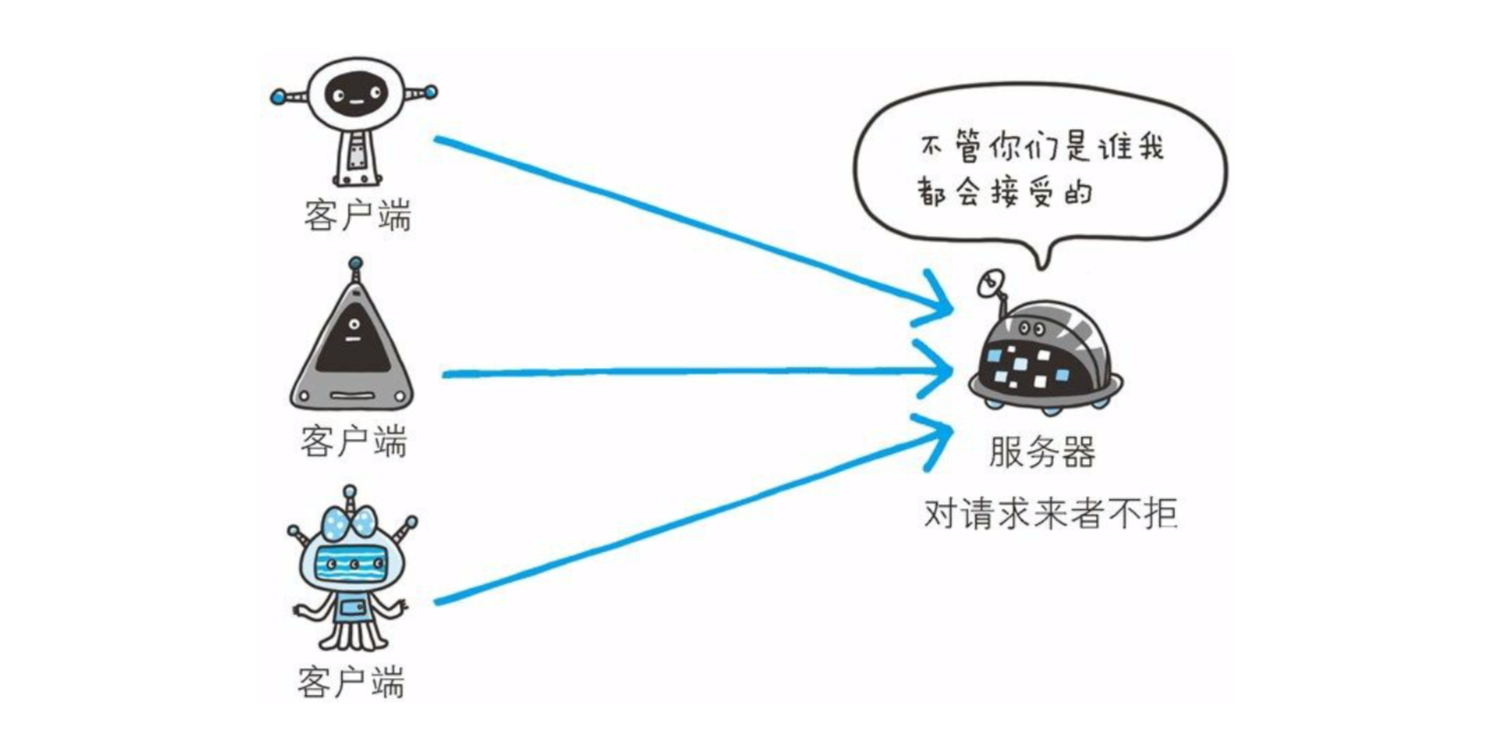 客户端
不管你们是谁我
都会接受的
客户端
客户端
服务器
对请求来者不拒